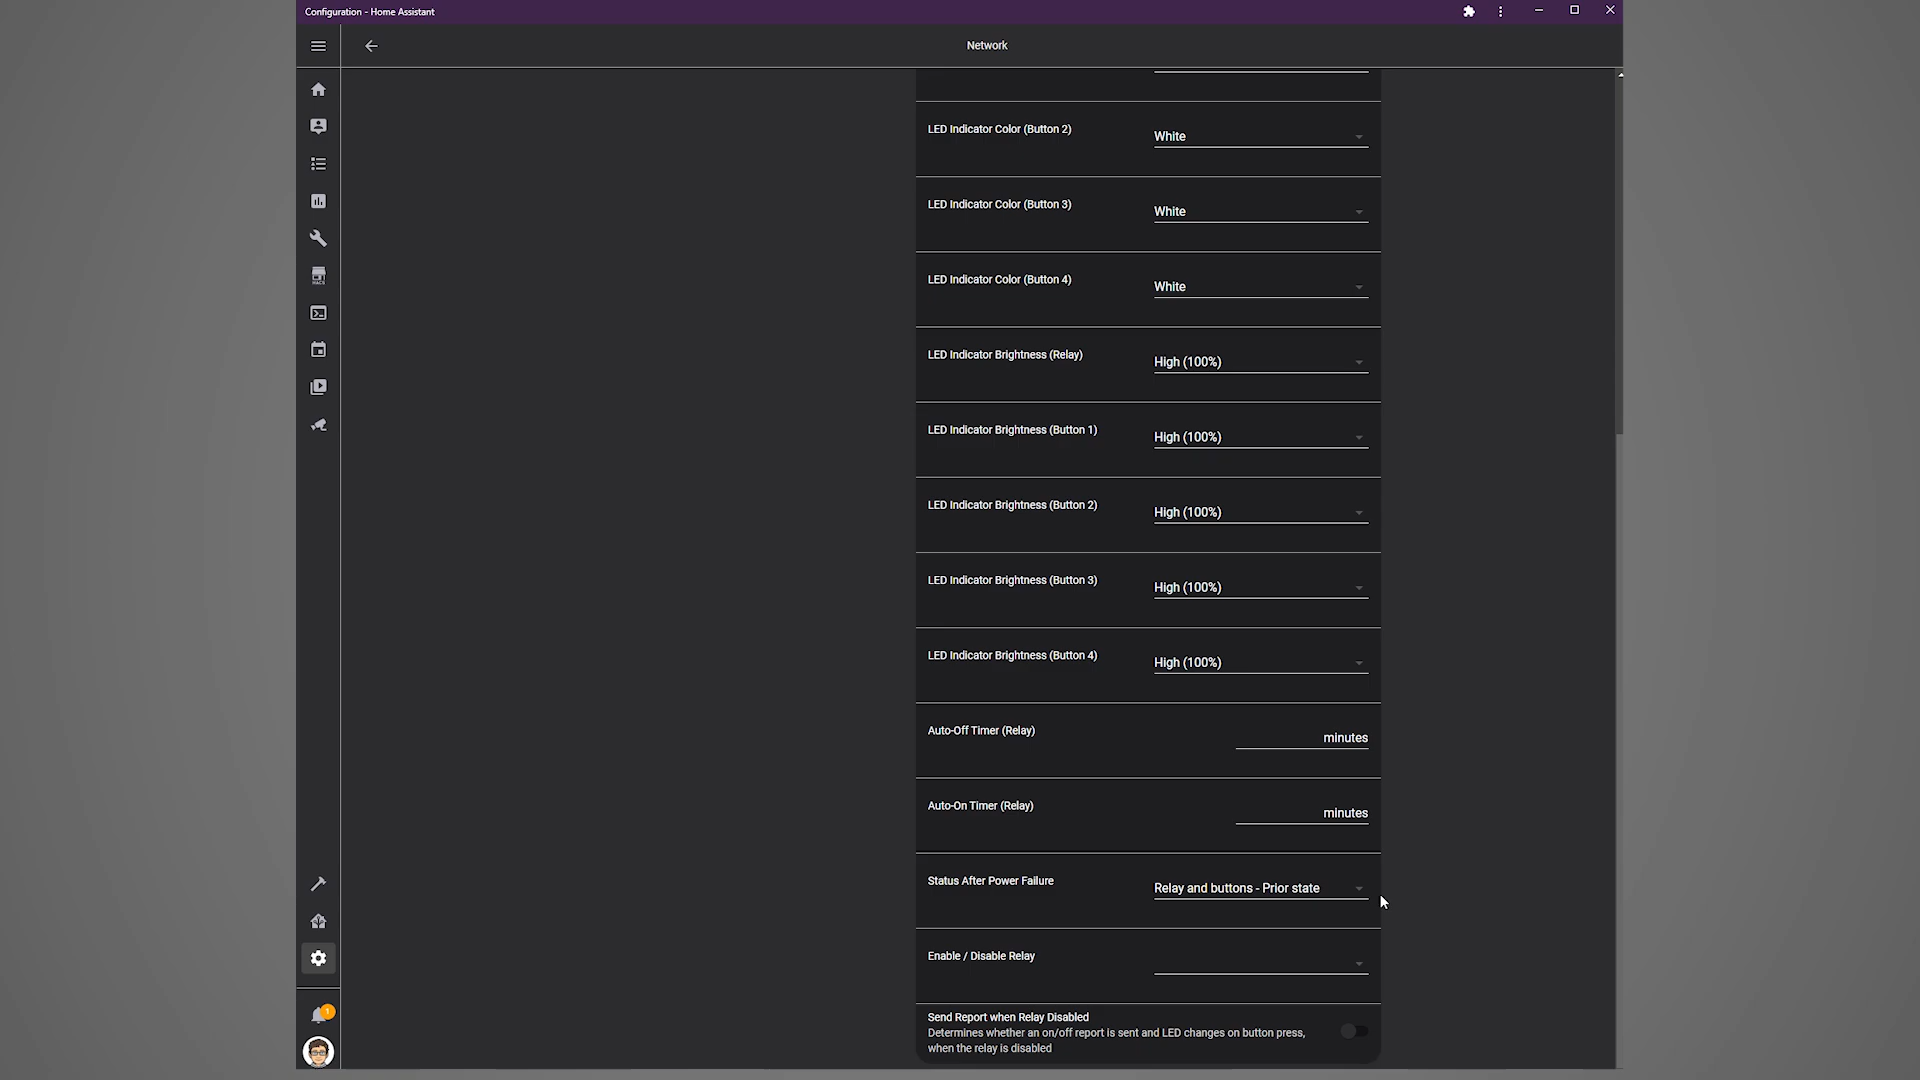 Configuration - Home Assistant
Network
LED Indicator Color (Button 2)
White
LED Indicator Color (Button 3)
White
LED Indicator Color (Button 4)
White
LED Indicator Brightness (Relay)
High (100%)
LED Indicator Brightness (Button 1)
High (100%)
LED Indicator Brightness (Button 2)
High (100%)
LED Indicator Brightness (Button 3)
High (100%)
LED Indicator Brightness (Button 4)
High (100%)
Auto-Off Timer (Relay)
minutes
Auto-On Timer (Relay)
minutes
Status After Power Failure
Relay and buttons - Prior state
Enable / Disable Relay
Send Report when Relay Disabled
Determines whether an on/off report is sent and LED changes on button press,
when the relay is disabled
HACS
1